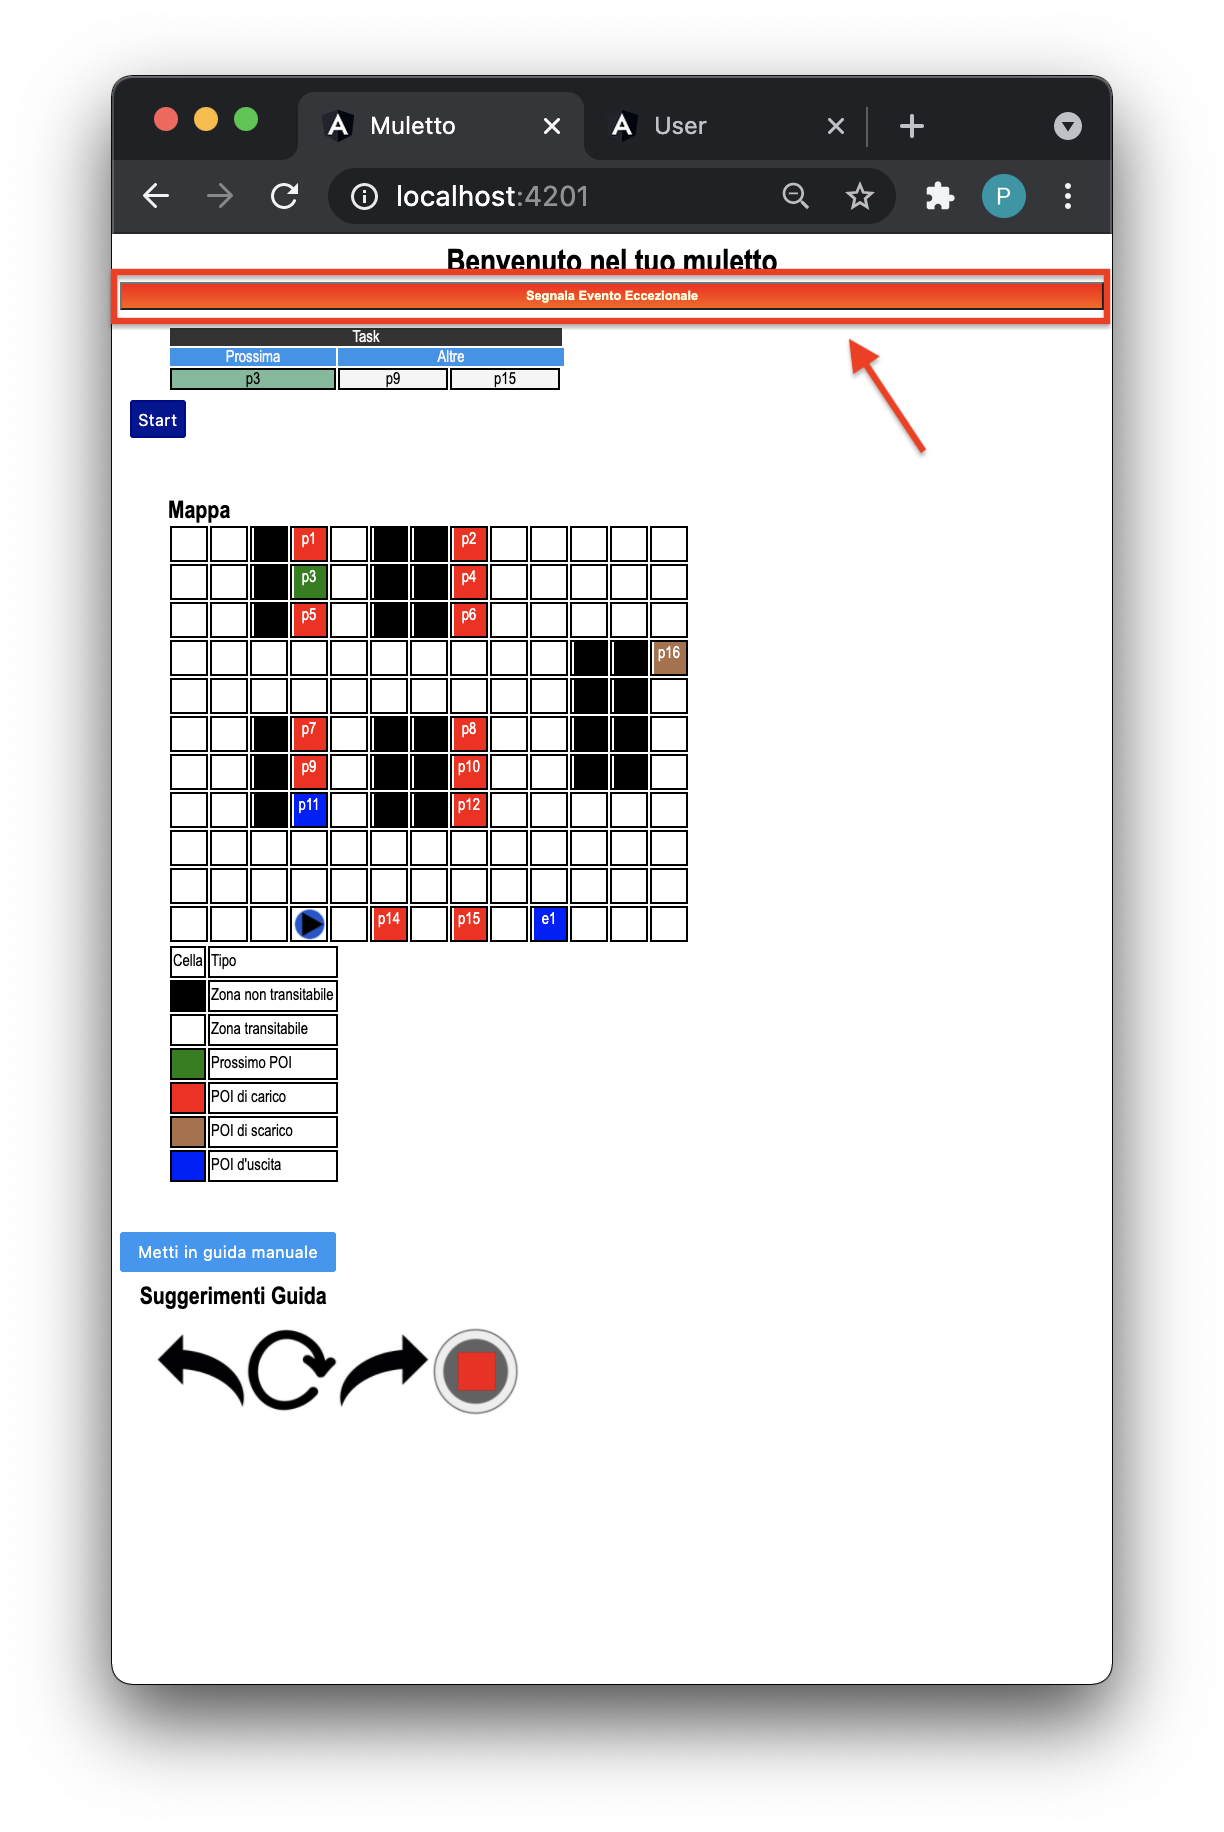 Muletto
User
localhost:4201
P
Benvenuto nel tuo muletto
Segnala Evento Eccezionale
Task
Prossima Altre
p3 p9 p15
Start
Mappa
p1 p2
p3 p4
p5 p6
p16
p7 p8
p9 p10
p11 p12
p14 p15 e1
Cella Tipo
Zona non transitabile
Zona transitabile
Prossimo POI
POI di carico
POI di scarico
POI d'uscita
Metti in guida manuale
Suggerimenti Guida